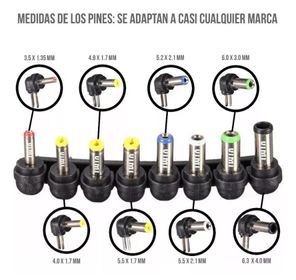 MEDIDAS DE LOS PINES: SE ADAPTAN A CASI CUALQUIER MARCA
3,5 X 1.35MM
4.8 X 1.7 MM
5.2 X 2.1 MM
6.0 X 3.0 MM
4.0 X 1.7 MM
5.5 X 1.7 MM
5.5 X 2.1 MM
6.3 X 4.0 MM